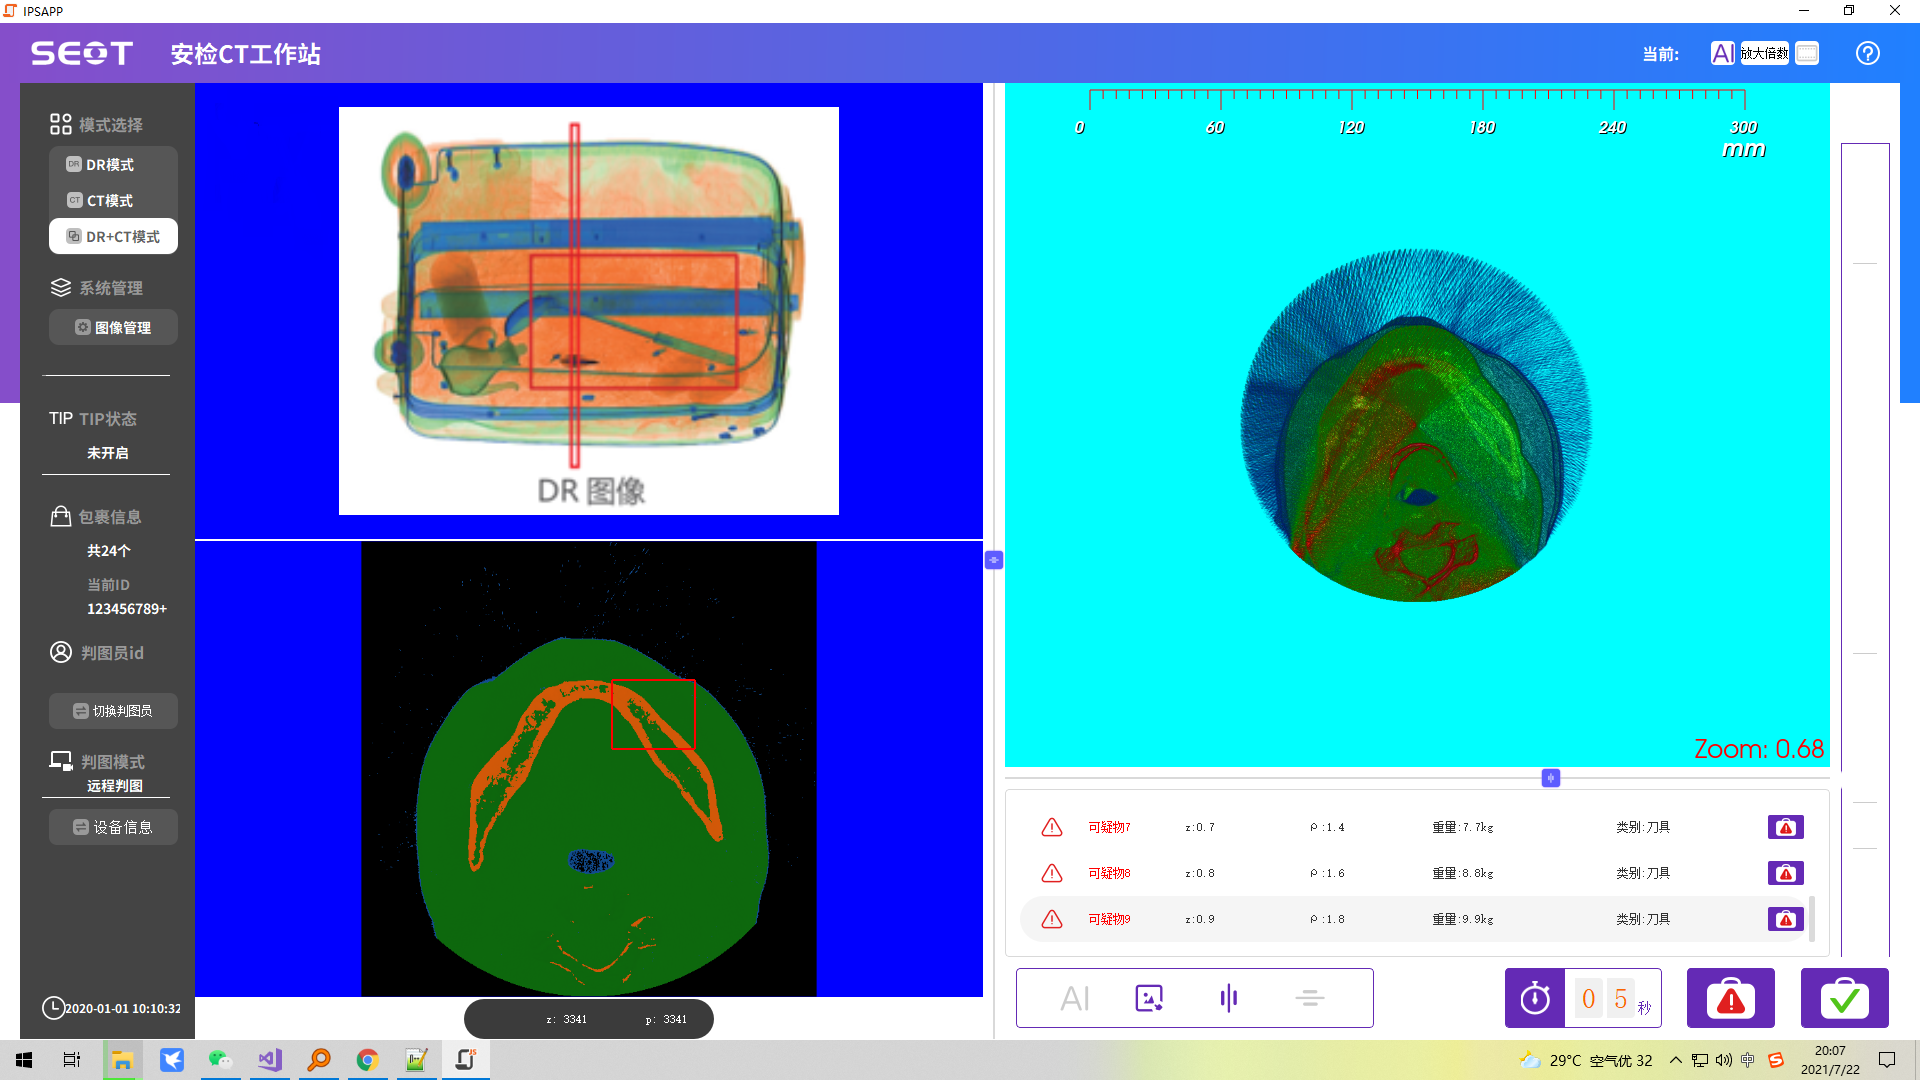 IPSAPP
SEOT 安检CT工作站
当前: AI 放大倍数
模式选择
DR DR模式
CT CT模式
DR+CT模式
系统管理
图像管理
TIP TIP状态
未开启
包裹信息
共24个
当前ID
123456789+
判图员id
切换判图员
判图模式
远程判图
设备信息
2020-01-01 10:10:32
DR 图像
z: 3341 p: 3341
0 60 120 180 240 300
mm
Zoom: 0.68
可疑物7 z:0.7 ρ:1.4 重量:7.7kg 类别:刀具
可疑物8 z:0.8 ρ:1.6 重量:8.8kg 类别:刀具
可疑物9 z:0.9 ρ:1.8 重量:9.9kg 类别:刀具
AI
0 5 秒
29°C 空气优 32
中
20:07
2021/7/22